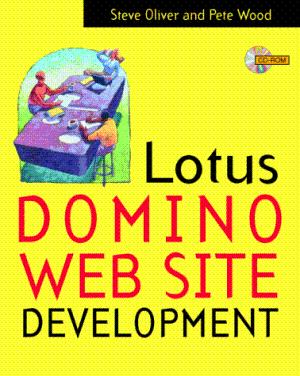 Steve Oliver and Pete Wood
CD-ROM
Lotus
DOMINO
WEB SITE
DEVELOPMENT